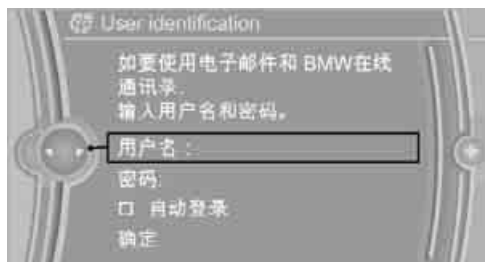 User identification
如要使用电子邮件和 BMW在线
通讯录.
输入用户名和密码。
用户名：
密码:
自动登录
确定